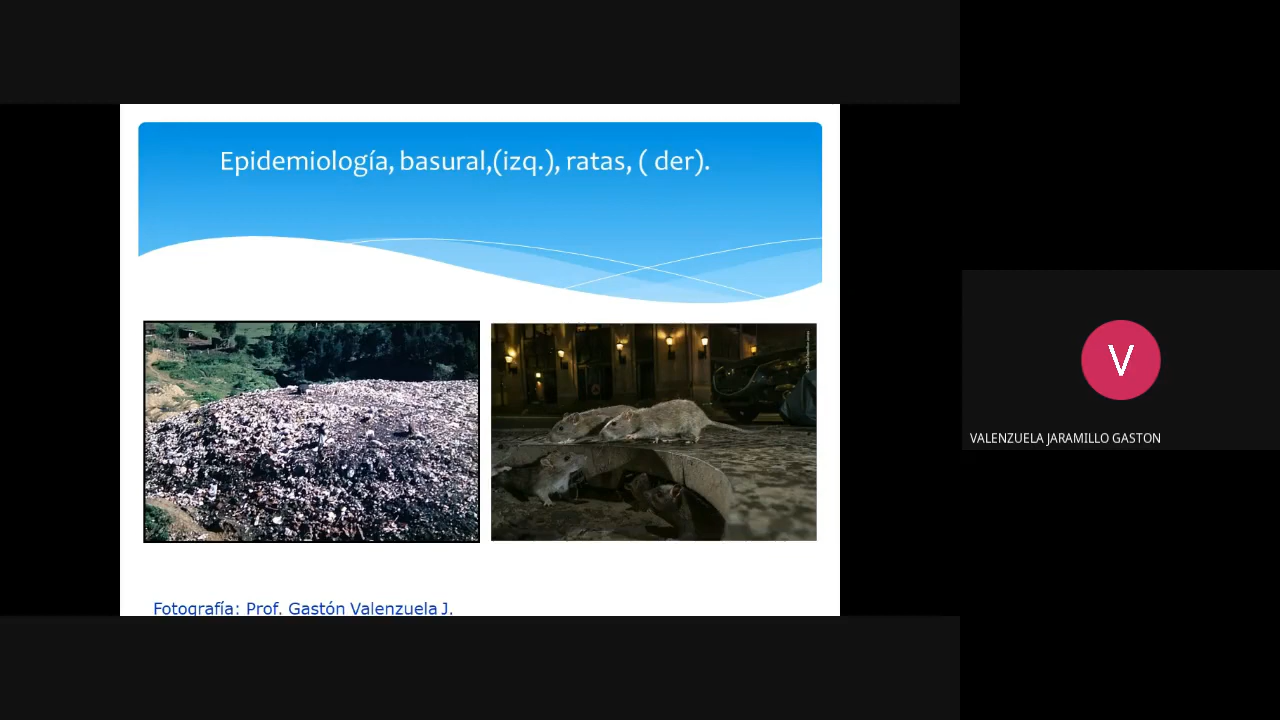 Epidemiología, basural,(izq.), ratas, ( der).
Fotografía: Prof. Gastón Valenzuela J.
V
VALENZUELA JARAMILLO GASTON